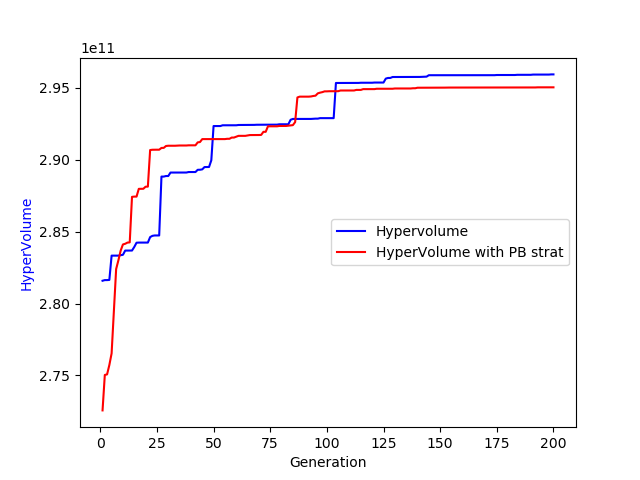 1e11
2.95
2.90
2.85
2.80
2.75
HyperVolume
Hypervolume
HyperVolume with PB strat
0 25 50 75 100 125 150 175 200
Generation